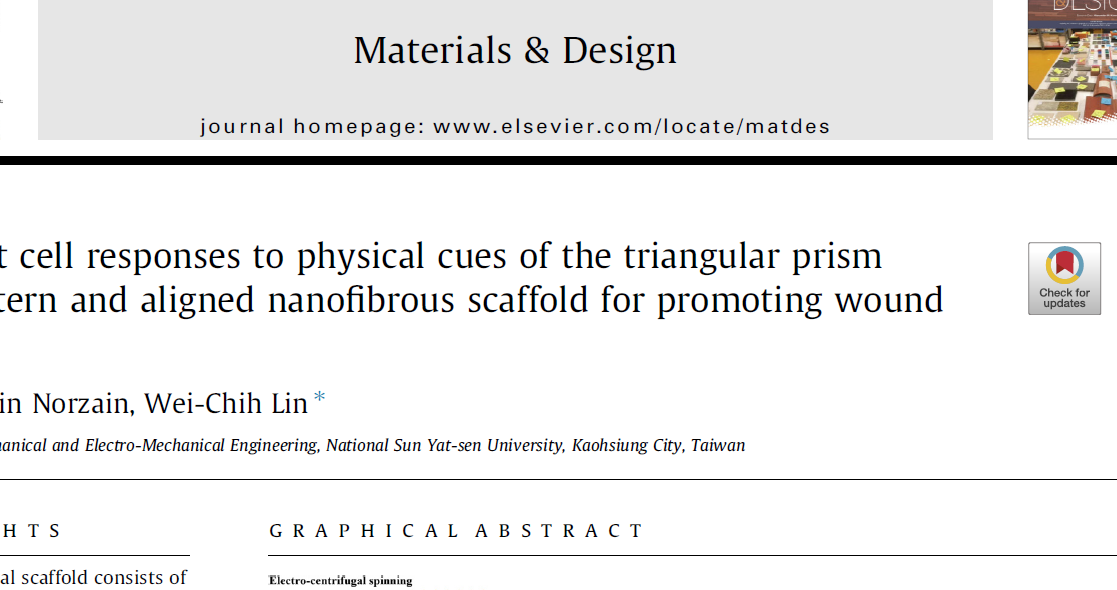 Materials & Design
journal homepage: www.elsevier.com/locate/matdes
t cell responses to physical cues of the triangular prism
tern and aligned nanofibrous scaffold for promoting wound
Check for
updates
in Norzain, Wei-Chih Lin *
anical and Electro-Mechanical Engineering, National Sun Yat-sen University, Kaohsiung City, Taiwan
H T S
G R A P H I C A L A B S T R A C T
al scaffold consists of
Electro-centrifugal spinning